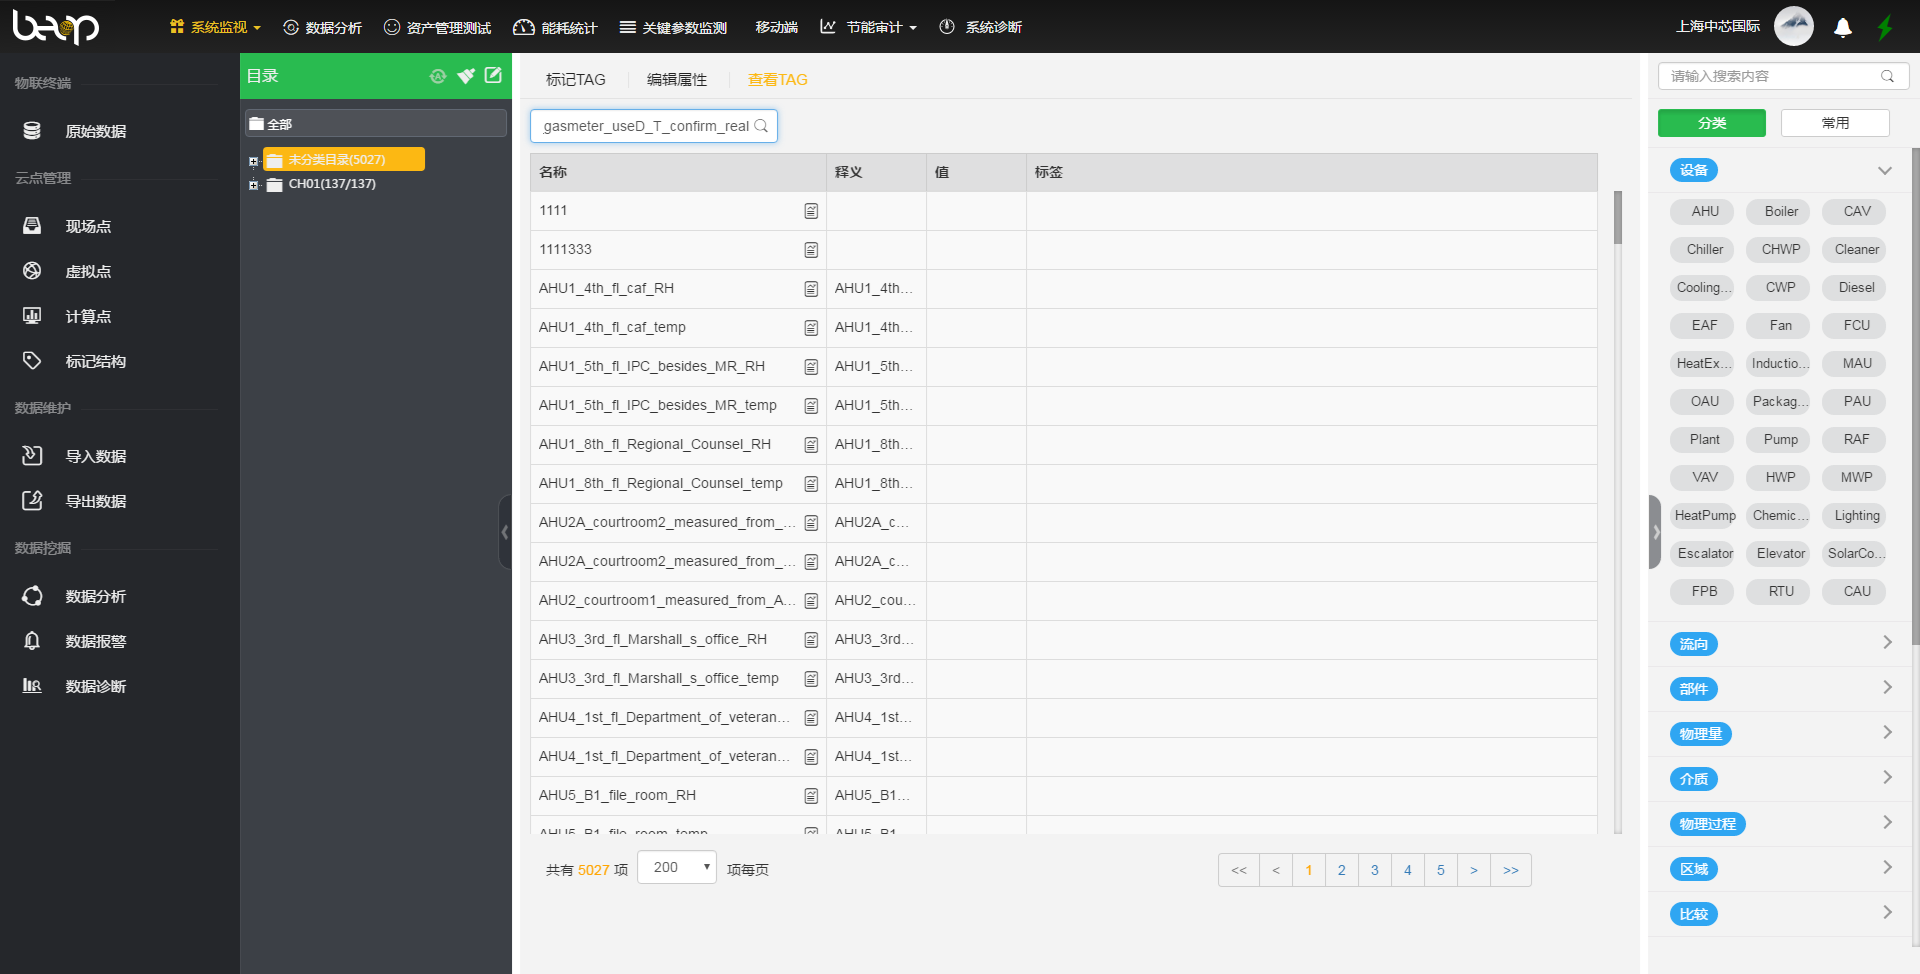 beop
系统监视
数据分析
资产管理测试
能耗统计
关键参数监测
移动端
节能审计
系统诊断
上海中芯国际
物联终端
原始数据
云点管理
现场点
虚拟点
计算点
标记结构
数据维护
导入数据
导出数据
数据挖掘
数据分析
数据报警
数据诊断
目录
全部
未分类目录(5027)
CH01(137/137)
标记TAG
编辑属性
查看TAG
_gasmeter_useD_T_confirm_real
名称 释义 值 标签
1111
1111333
AHU1_4th_fl_caf_RH AHU1_4th...
AHU1_4th_fl_caf_temp AHU1_4th...
AHU1_5th_fl_IPC_besides_MR_RH AHU1_5th...
AHU1_5th_fl_IPC_besides_MR_temp AHU1_5th...
AHU1_8th_fl_Regional_Counsel_RH AHU1_8th...
AHU1_8th_fl_Regional_Counsel_temp AHU1_8th...
AHU2A_courtroom2_measured_from_... AHU2A_c...
AHU2A_courtroom2_measured_from_... AHU2A_c...
AHU2_courtroom1_measured_from_A... AHU2_cou...
AHU3_3rd_fl_Marshall_s_office_RH AHU3_3rd...
AHU3_3rd_fl_Marshall_s_office_temp AHU3_3rd...
AHU4_1st_fl_Department_of_veteran... AHU4_1st...
AHU4_1st_fl_Department_of_veteran... AHU4_1st...
AHU5_B1_file_room_RH AHU5_B1...
AHU5_B1_file_room_temp AHU5_B1...
共有 5027 项 200 项每页
<< < 1 2 3 4 5 > >>
请输入搜索内容
分类 常用
设备
AHU Boiler CAV
Chiller CHWP Cleaner
Cooling... CWP Diesel
EAF Fan FCU
HeatEx... Inductio... MAU
OAU Packag... PAU
Plant Pump RAF
VAV HWP MWP
HeatPump Chemic... Lighting
Escalator Elevator SolarCo...
FPB RTU CAU
流向
部件
物理量
介质
物理过程
区域
比较